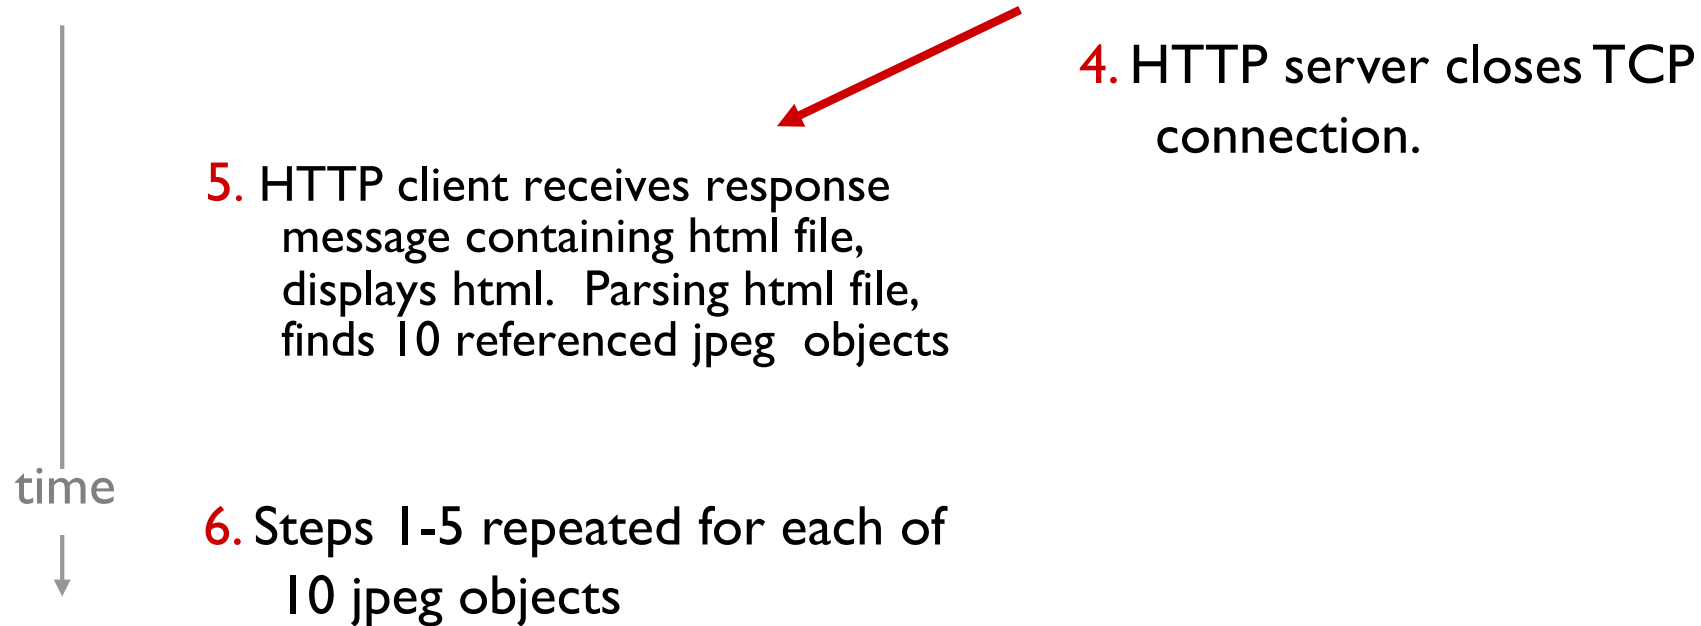 4. HTTP server closes TCP
connection.
5. HTTP client receives response
message containing html file,
displays html.  Parsing html file,
finds 10 referenced jpeg  objects
time
6. Steps 1-5 repeated for each of
10 jpeg objects